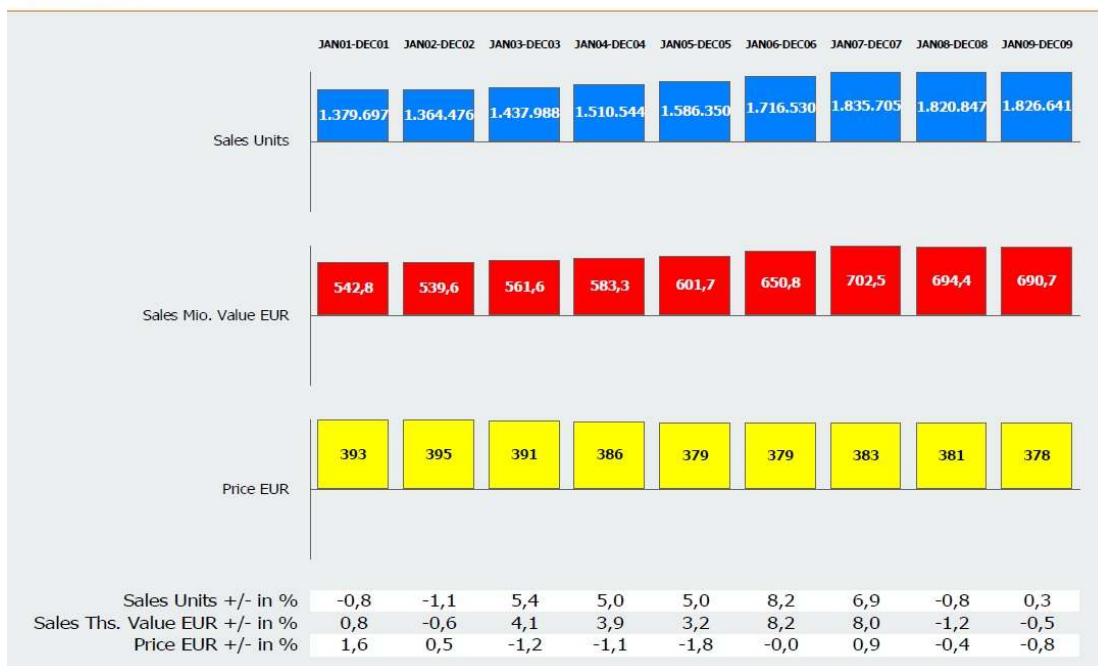 JAN01-DEC01 JAN02-DEC02 JAN03-DEC03 JAN04-DEC04 JAN05-DEC05 JAN06-DEC06 JAN07-DEC07 JAN08-DEC08 JAN09-DEC09
1.379.697 1.364.476 1.437.988 1.510.544 1.586.350 1.716.530 1.835.705 1.820.847 1.826.641
Sales Units
542,8 539,6 561,6 583,3 601,7 650,8 702,5 694,4 690,7
Sales Mio. Value EUR
393 395 391 386 379 379 383 381 378
Price EUR
Sales Units +/- in % -0,8 -1,1 5,4 5,0 5,0 8,2 6,9 -0,8 0,3
Sales Ths. Value EUR +/- in % 0,8 -0,6 4,1 3,9 3,2 8,2 8,0 -1,2 -0,5
Price EUR +/- in % 1,6 0,5 -1,2 -1,1 -1,8 -0,0 0,9 -0,4 -0,8